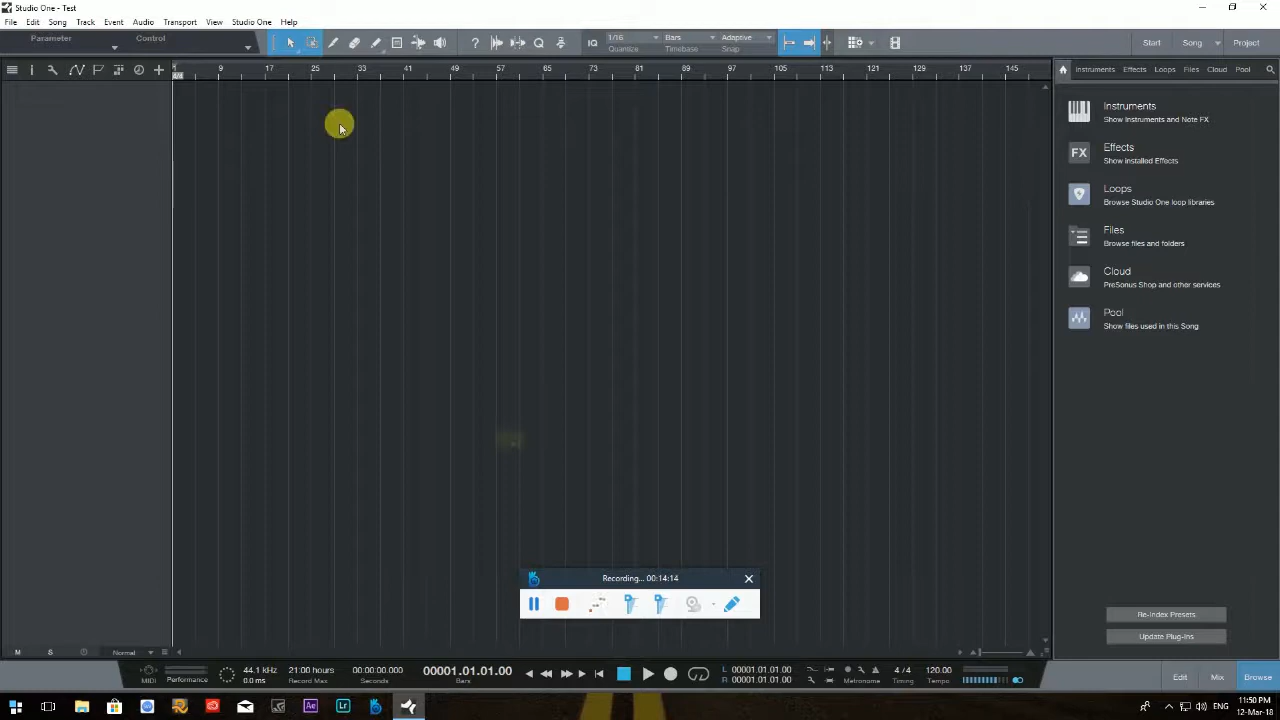 Studio One - Test
File Edit Song Track Event Audio Transport View Studio One Help
Parameter Control
? IQ 1/16 Bars Adaptive Start Song Project
Quantize Timebase Snap
9 17 25 33 41 49 57 65 73 81 89 97 105 113 121 129 137 145
4/4
Instruments Effects Loops Files Cloud Pool
Instruments
Show Instruments and Note FX
FX Effects
Show installed Effects
Loops
Browse Studio One loop libraries
Files
Browse files and folders
Cloud
PreSonus Shop and other services
Pool
Show files used in this Song
Recording... 00:14:14
Re-Index Presets
Update Plug-Ins
M S Normal
MIDI Performance 44.1 kHz 21:00 hours 00:00:00.000 00001.01.01.00 L 00001.01.01.00 4 / 4 120.00 Edit Mix Browse
0.0 ms Record Max Seconds Bars R 00001.01.01.00 Metronome Timing Tempo
Ae Lr ENG 11:50 PM
12-Mar-18